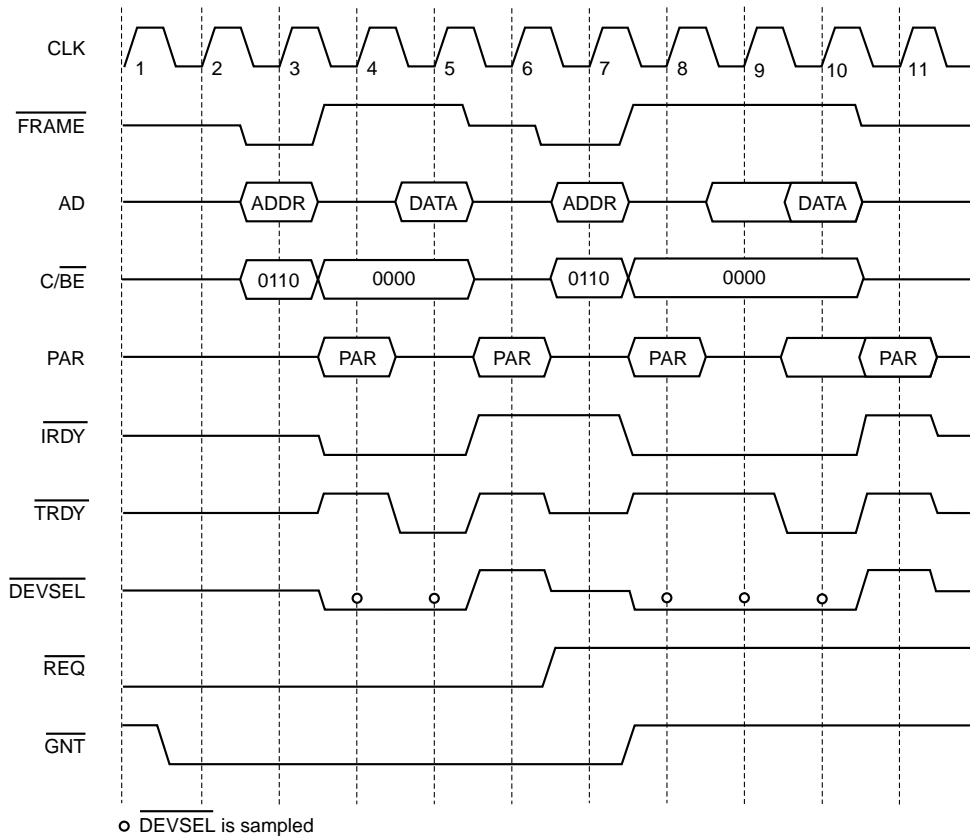 CLK
1 2 3 4 5 6 7 8 9 10 11
FRAME
AD ADDR DATA ADDR DATA
C/BE 0110 0000 0110 0000
PAR PAR PAR PAR PAR
IRDY
TRDY
DEVSEL
REQ
GNT
DEVSEL is sampled